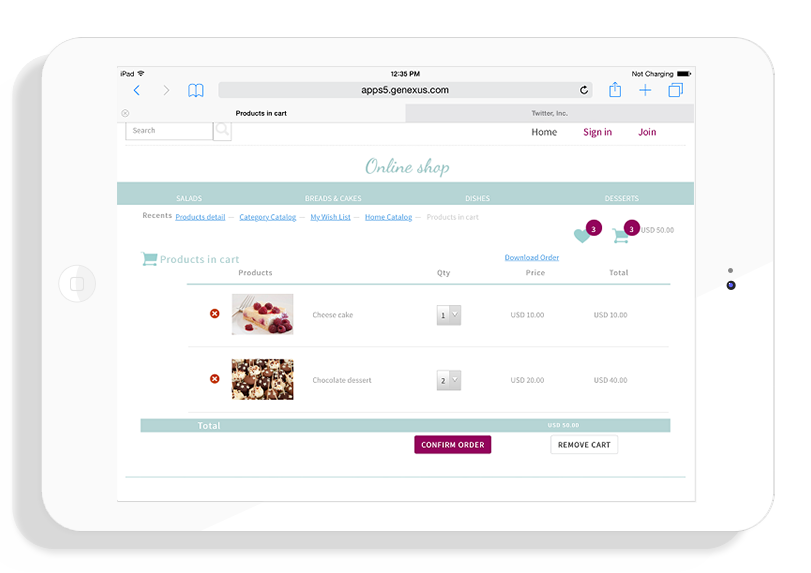 iPad 12:35 PM Not Charging
apps5.genexus.com
Products in cart Twitter, Inc.
Search Home Sign in Join
Online shop
SALADS BREADS & CAKES DISHES DESSERTS
Recents Products detail — Category Catalog — My Wish List — Home Catalog — Products in cart
3 3 USD 50.00
Products in cart Download Order
Products Qty Price Total
Cheese cake 1 USD 10.00 USD 10.00
Chocolate dessert 2 USD 20.00 USD 40.00
Total USD 50.00
CONFIRM ORDER REMOVE CART